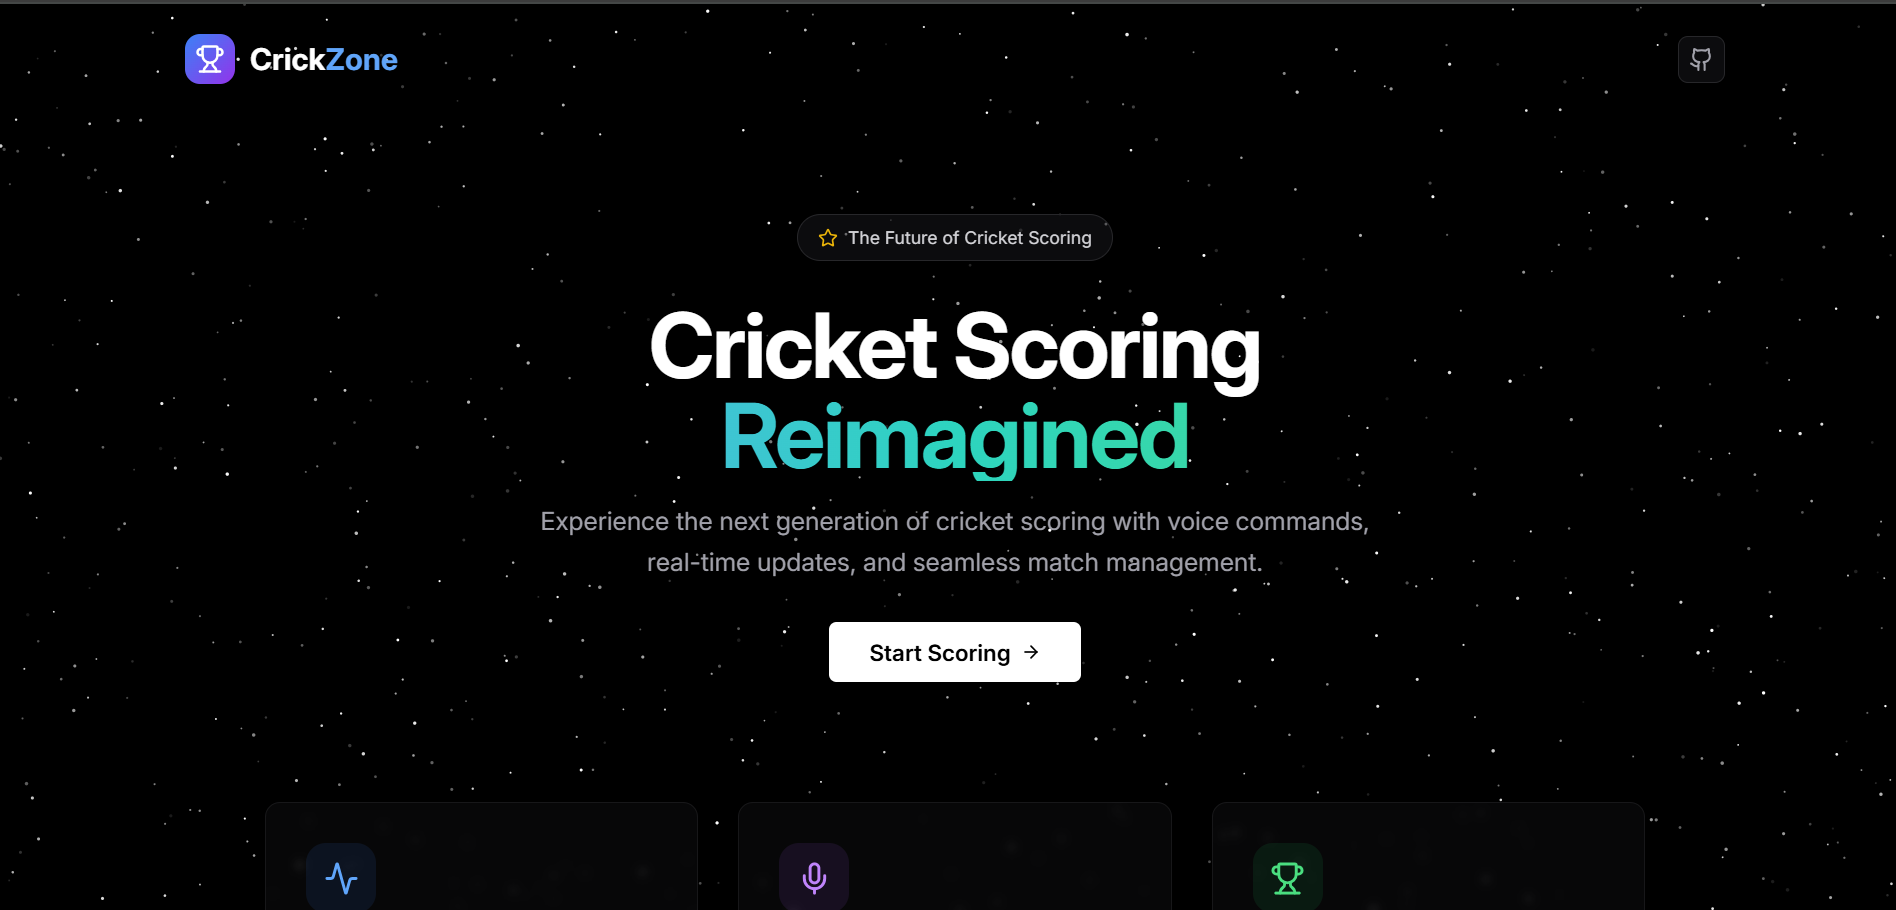 CrickZone
The Future of Cricket Scoring
Cricket Scoring
Reimagined
Experience the next generation of cricket scoring with voice commands,
real-time updates, and seamless match management.
Start Scoring →